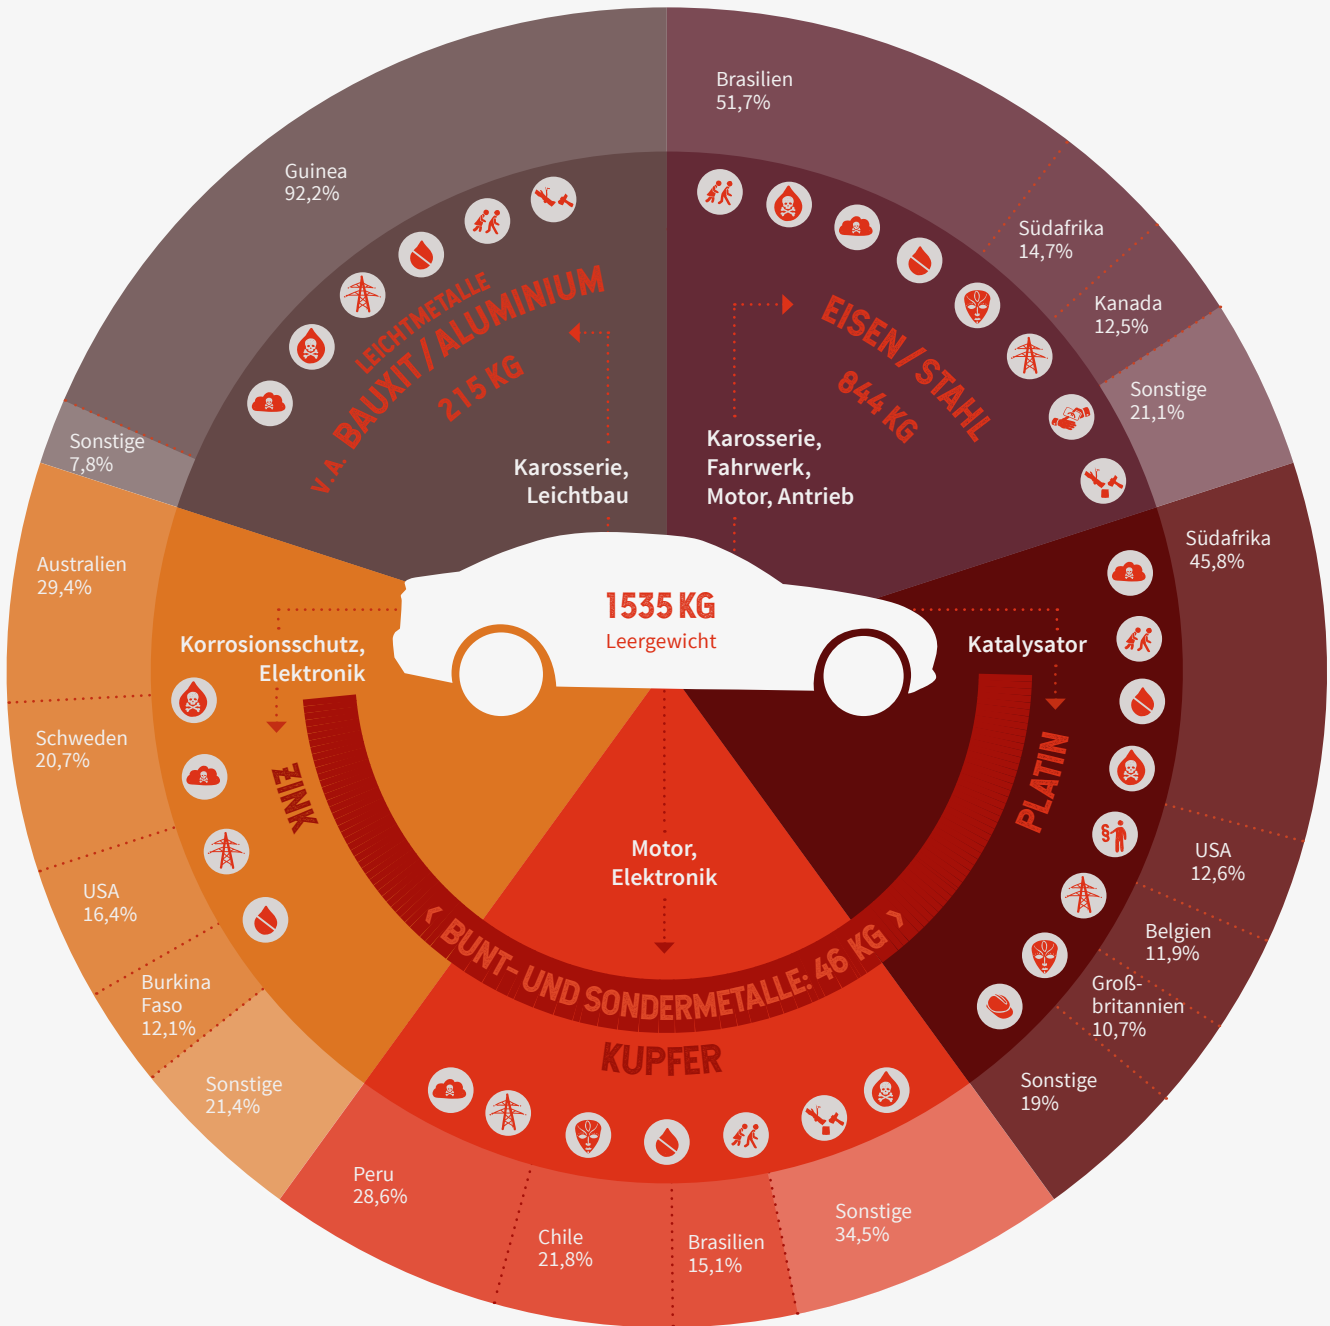 Brasilien
51,7%
Südafrika
14,7%
Kanada
12,5%
Sonstige
21,1%
EISEN/STAHL
844 KG
Karosserie,
Fahrwerk,
Motor, Antrieb
Guinea
92,2%
Sonstige
7,8%
LEICHTMETALLE
V.A. BAUXIT/ALUMINIUM
215 KG
Karosserie,
Leichtbau
1535 KG
Leergewicht
Südafrika
45,8%
USA
12,6%
Belgien
11,9%
Groß-
britannien
10,7%
Sonstige
19%
Katalysator
PLATIN
§
Australien
29,4%
Schweden
20,7%
USA
16,4%
Burkina
Faso
12,1%
Sonstige
21,4%
Korrosionsschutz,
Elektronik
ZINK
Motor,
Elektronik
< BUNT- UND SONDERMETALLE: 46 KG >
KUPFER
Peru
28,6%
Chile
21,8%
Brasilien
15,1%
Sonstige
34,5%